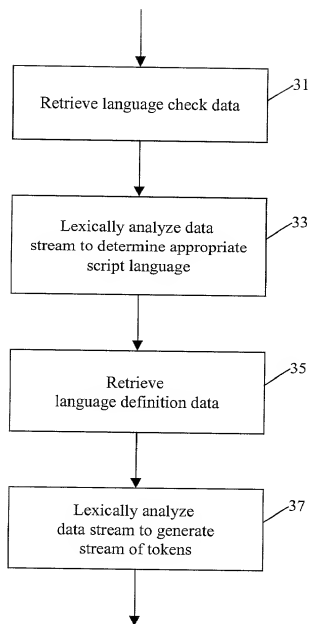 Retrieve language check data
31
Lexically analyze data
stream to determine appropriate
script language
33
Retrieve
language definition data
35
Lexically analyze
data stream to generate
stream of tokens
37